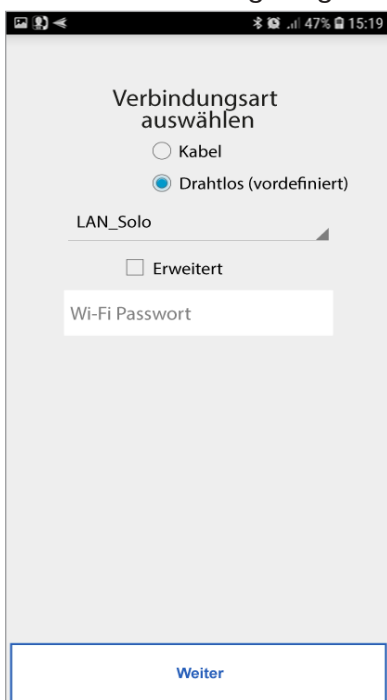 47% 15:19
Verbindungsart
auswählen
Kabel
Drahtlos (vordefiniert)
LAN_Solo
Erweitert
Wi-Fi Passwort
Weiter